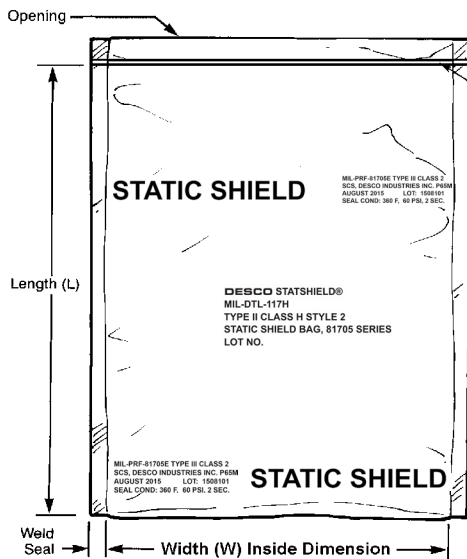 Opening
STATIC SHIELD
MIL-PRF-81705E TYPE III CLASS 2
SCS, DESCO INDUSTRIES INC. P65M
AUGUST 2015 LOT: 1508101
SEAL COND: 360 F, 60 PSI, 2 SEC.
Length (L)
DESCO STATSHIELD®
MIL-DTL-117H
TYPE II CLASS H STYLE 2
STATIC SHIELD BAG, 81705 SERIES
LOT NO.
MIL-PRF-81705E TYPE III CLASS 2
SCS, DESCO INDUSTRIES INC. P65M
AUGUST 2015 LOT: 1508101
SEAL COND: 360 F, 60 PSI, 2 SEC.
STATIC SHIELD
Weld
Seal
Width (W) Inside Dimension